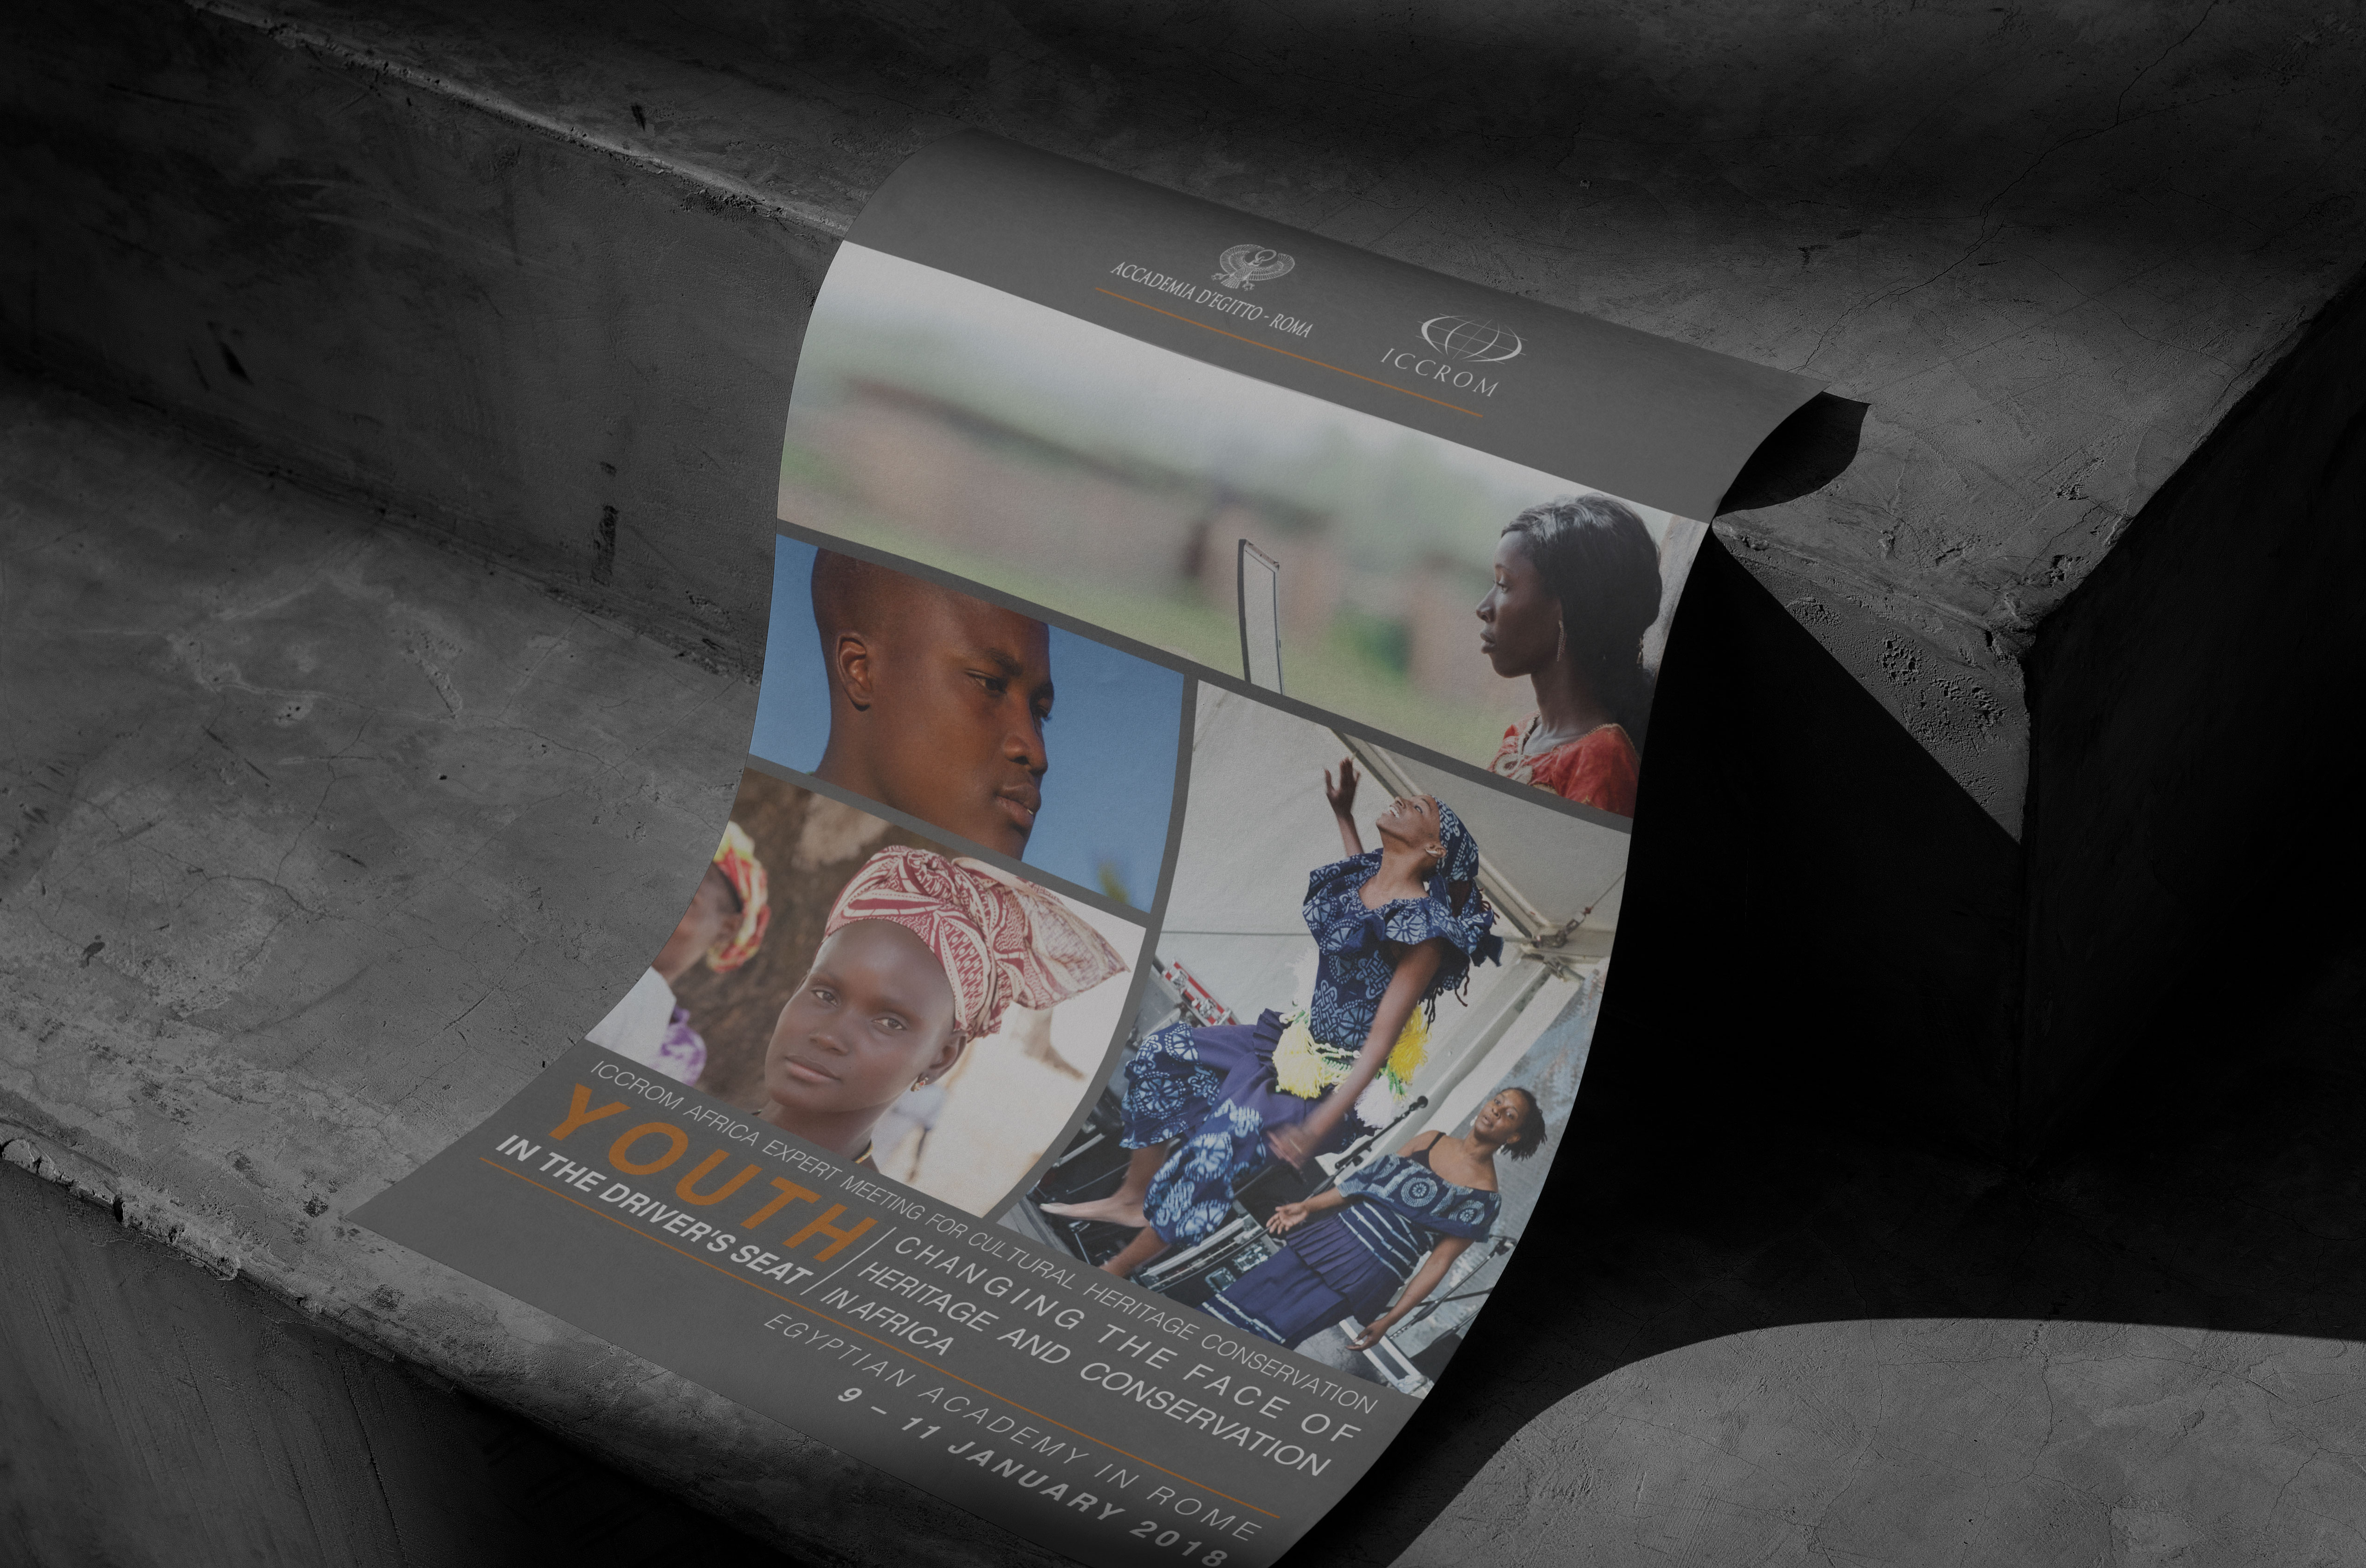 ACCADEMIA D'EGITTO - ROMA
ICCROM
ICCROM AFRICA EXPERT MEETING FOR CULTURAL HERITAGE CONSERVATION
YOUTH
IN THE DRIVER'S SEAT
CHANGING THE FACE OF
HERITAGE AND CONSERVATION
IN AFRICA
EGYPTIAN ACADEMY IN ROME
9 – 11 JANUARY 2018